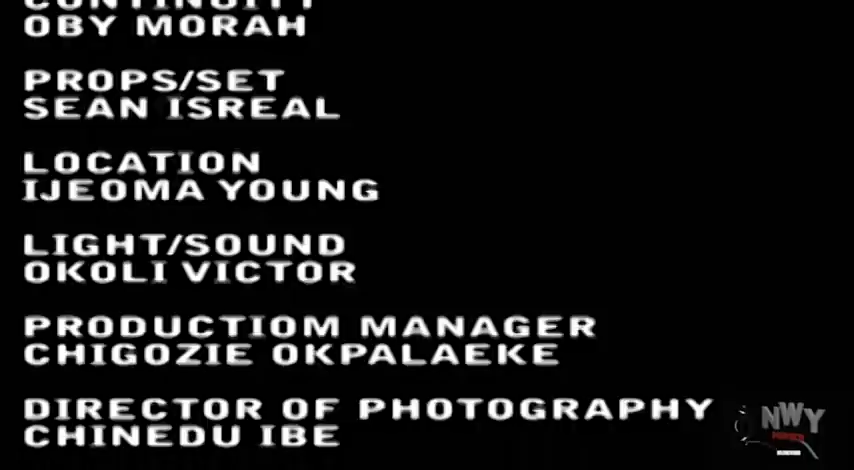 CONTINUITY
OBY MORAH
PROPS/SET
SEAN ISREAL
LOCATION
IJEOMA YOUNG
LIGHT/SOUND
OKOLI VICTOR
PRODUCTIOM MANAGER
CHIGOZIE OKPALAEKE
DIRECTOR OF PHOTOGRAPHY
CHINEDU IBE
NWY